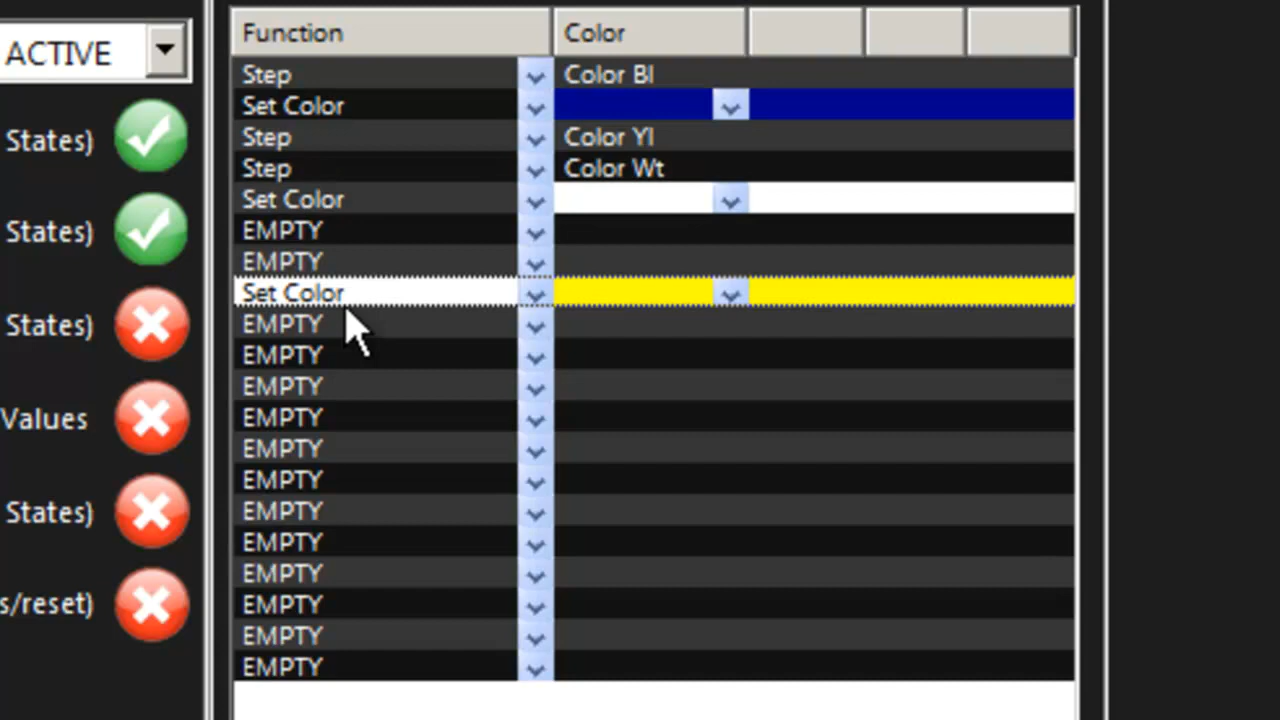 Function Color
ACTIVE
Step Color Bl
Set Color
States)
Step Color Yl
Step Color Wt
Set Color
States)
EMPTY
EMPTY
Set Color
States)
EMPTY
EMPTY
EMPTY
Values
EMPTY
EMPTY
EMPTY
States)
EMPTY
EMPTY
EMPTY
s/reset)
EMPTY
EMPTY
EMPTY